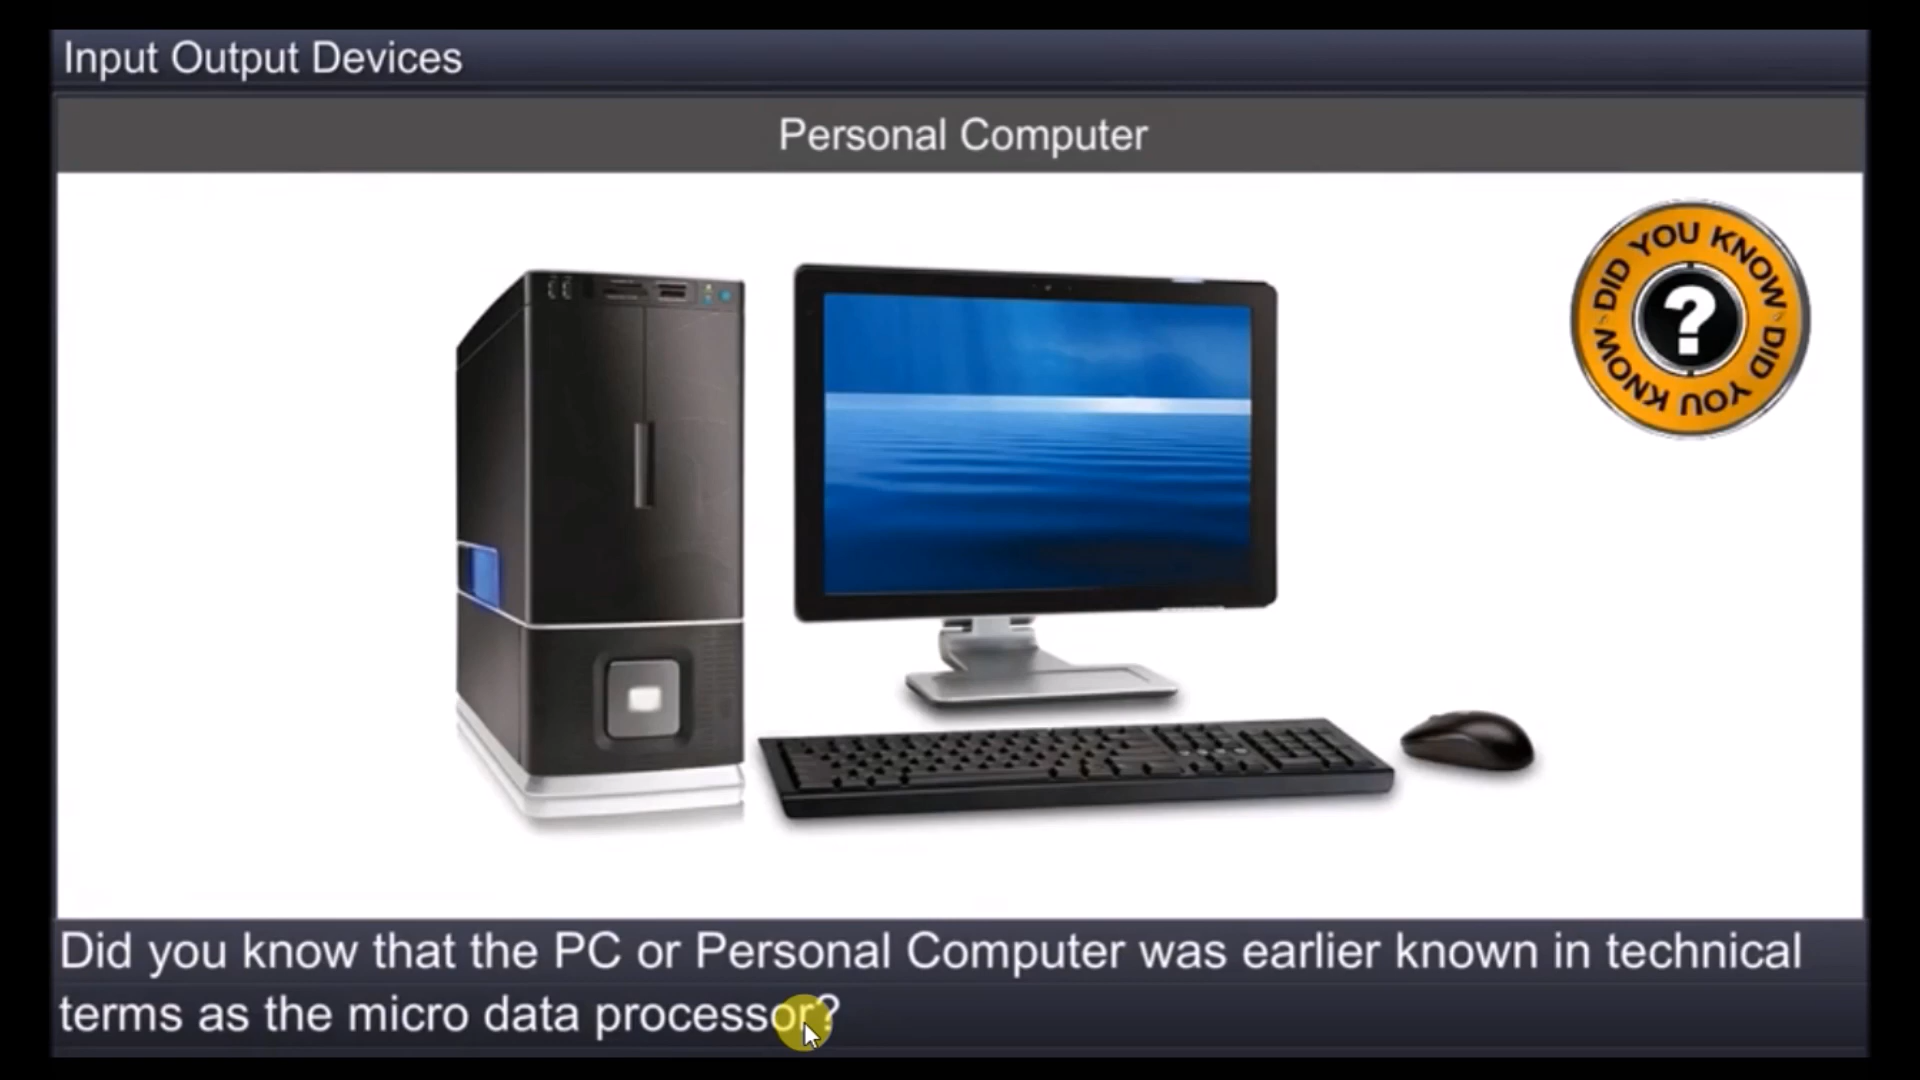 Input Output Devices
Personal Computer
DID YOU KNOW DID YOU KNOW
?
Did you know that the PC or Personal Computer was earlier known in technical
terms as the micro data processor?